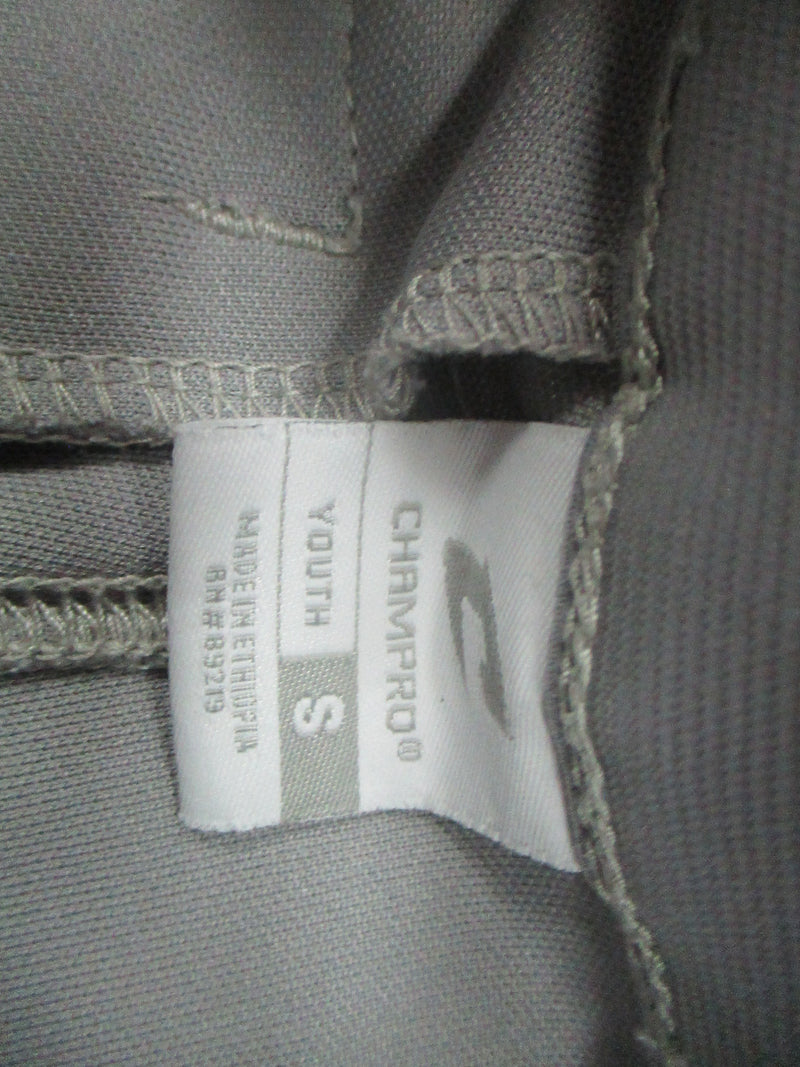 CHAMPRO®
YOUTH
S
MADE IN ETHIOPIA
RN# 89219